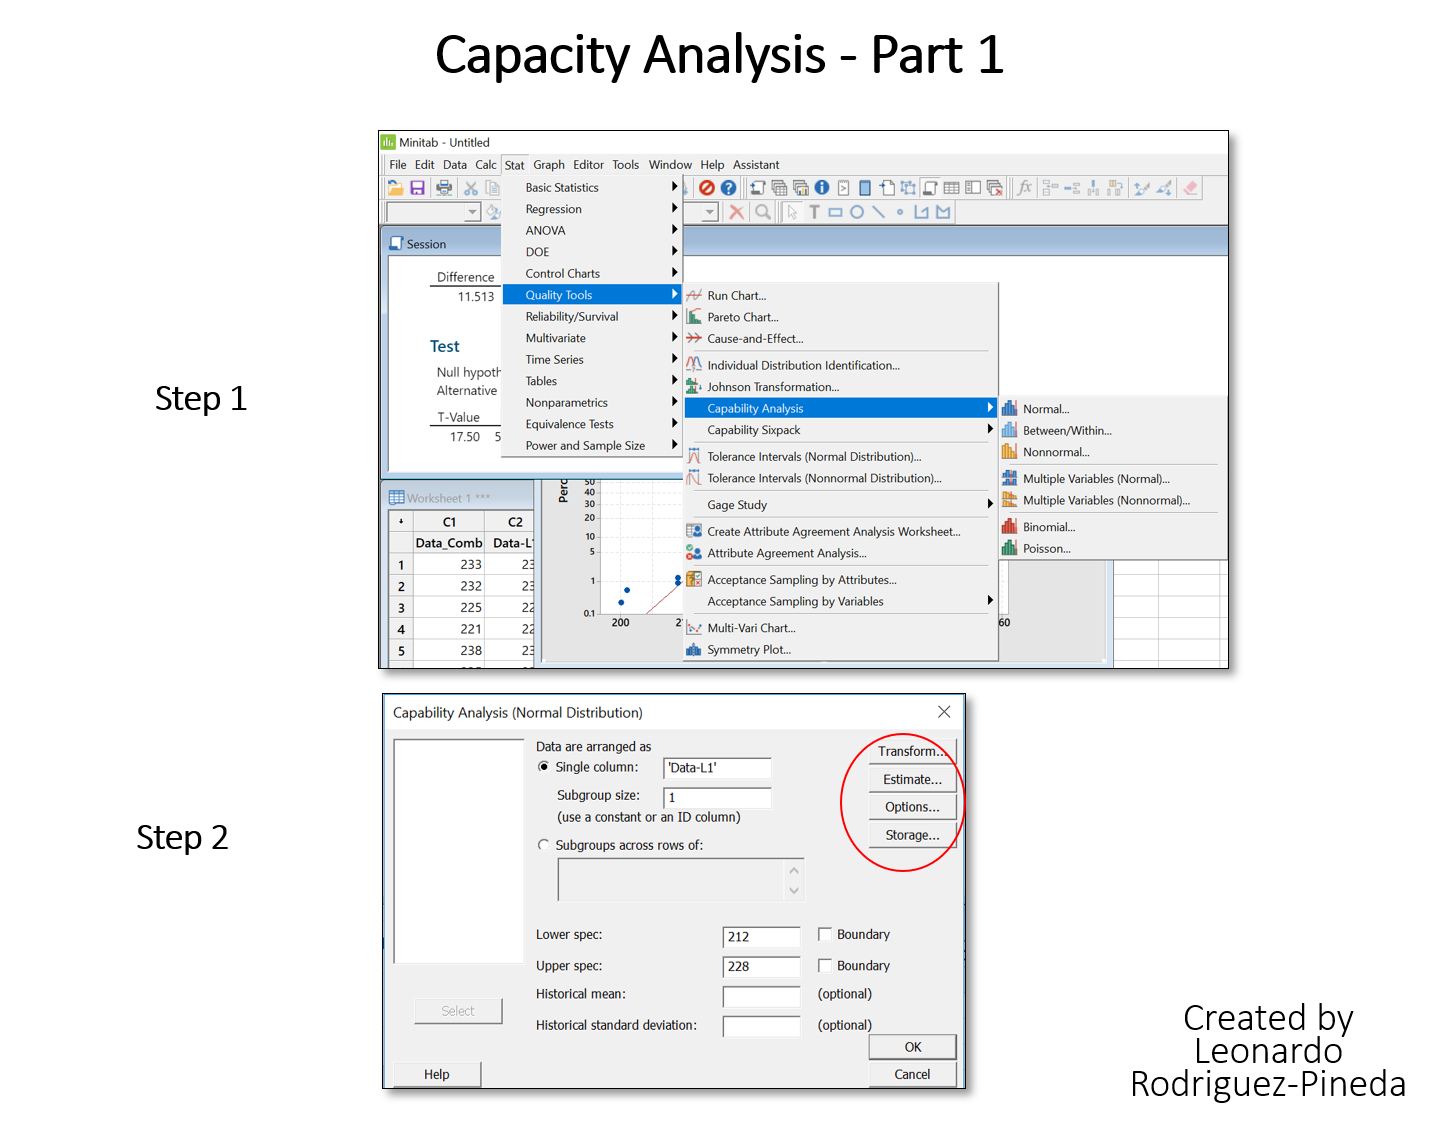 Capacity Analysis - Part 1
Minitab - Untitled
File Edit Data Calc Stat Graph Editor Tools Window Help Assistant
Session
Difference
11.513
Test
Null hypoth
Alternative
T-Value
17.50 5
Basic Statistics
Regression
ANOVA
DOE
Control Charts
Quality Tools
Reliability/Survival
Multivariate
Time Series
Tables
Nonparametrics
Equivalence Tests
Power and Sample Size
Run Chart...
Pareto Chart...
Cause-and-Effect...
Individual Distribution Identification...
Johnson Transformation...
Capability Analysis
Capability Sixpack
Tolerance Intervals (Normal Distribution)...
Tolerance Intervals (Nonnormal Distribution)...
Gage Study
Create Attribute Agreement Analysis Worksheet...
Attribute Agreement Analysis...
Acceptance Sampling by Attributes...
Acceptance Sampling by Variables
Multi-Vari Chart...
Symmetry Plot...
Normal...
Between/Within...
Nonnormal...
Multiple Variables (Normal)...
Multiple Variables (Nonnormal)...
Binomial...
Poisson...
Worksheet 1 ***
C1 C2
Data_Comb Data-L
1 233 23
2 232 23
3 225 22
4 221 22
5 238 23
Perc
50
40
30
20
10
5
1
0.1
200 2 60
Step 1
Step 2
Capability Analysis (Normal Distribution)
Data are arranged as
Single column: 'Data-L1'
Subgroup size: 1
(use a constant or an ID column)
Subgroups across rows of:
Transform...
Estimate...
Options...
Storage...
Lower spec: 212 Boundary
Upper spec: 228 Boundary
Historical mean: (optional)
Historical standard deviation: (optional)
Select
OK
Help
Cancel
Created by
Leonardo
Rodriguez-Pineda